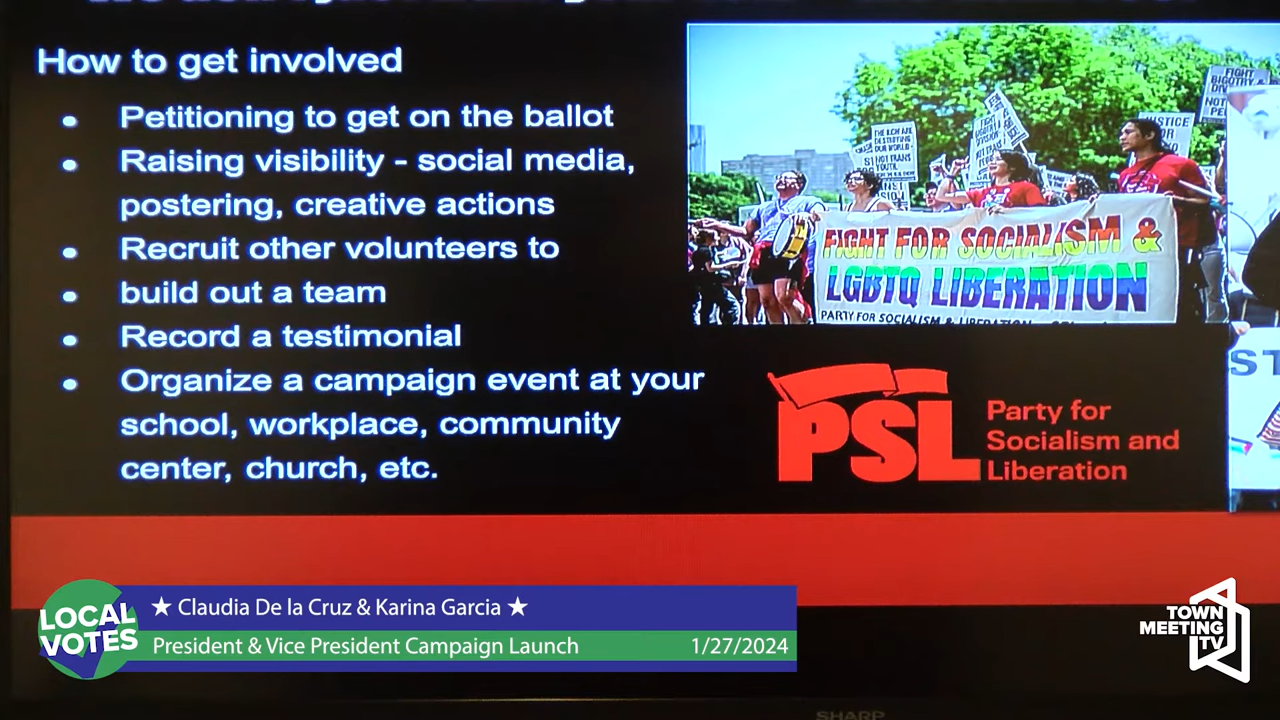 How to get involved
Petitioning to get on the ballot
Raising visibility - social media,
postering, creative actions
Recruit other volunteers to
build out a team
Record a testimonial
Organize a campaign event at your
school, workplace, community
center, church, etc.
FIGHT FOR SOCIALISM &
LGBTQ LIBERATION
PARTY FOR SOCIALISM & LIBERATION
FIGHT
BIGOTRY
JUSTICE
FOR
PSL
Party for
Socialism and
Liberation
ST
LOCAL
VOTES
★ Claudia De la Cruz & Karina Garcia ★
President & Vice President Campaign Launch
1/27/2024
TOWN
MEETING
TV
SHARP